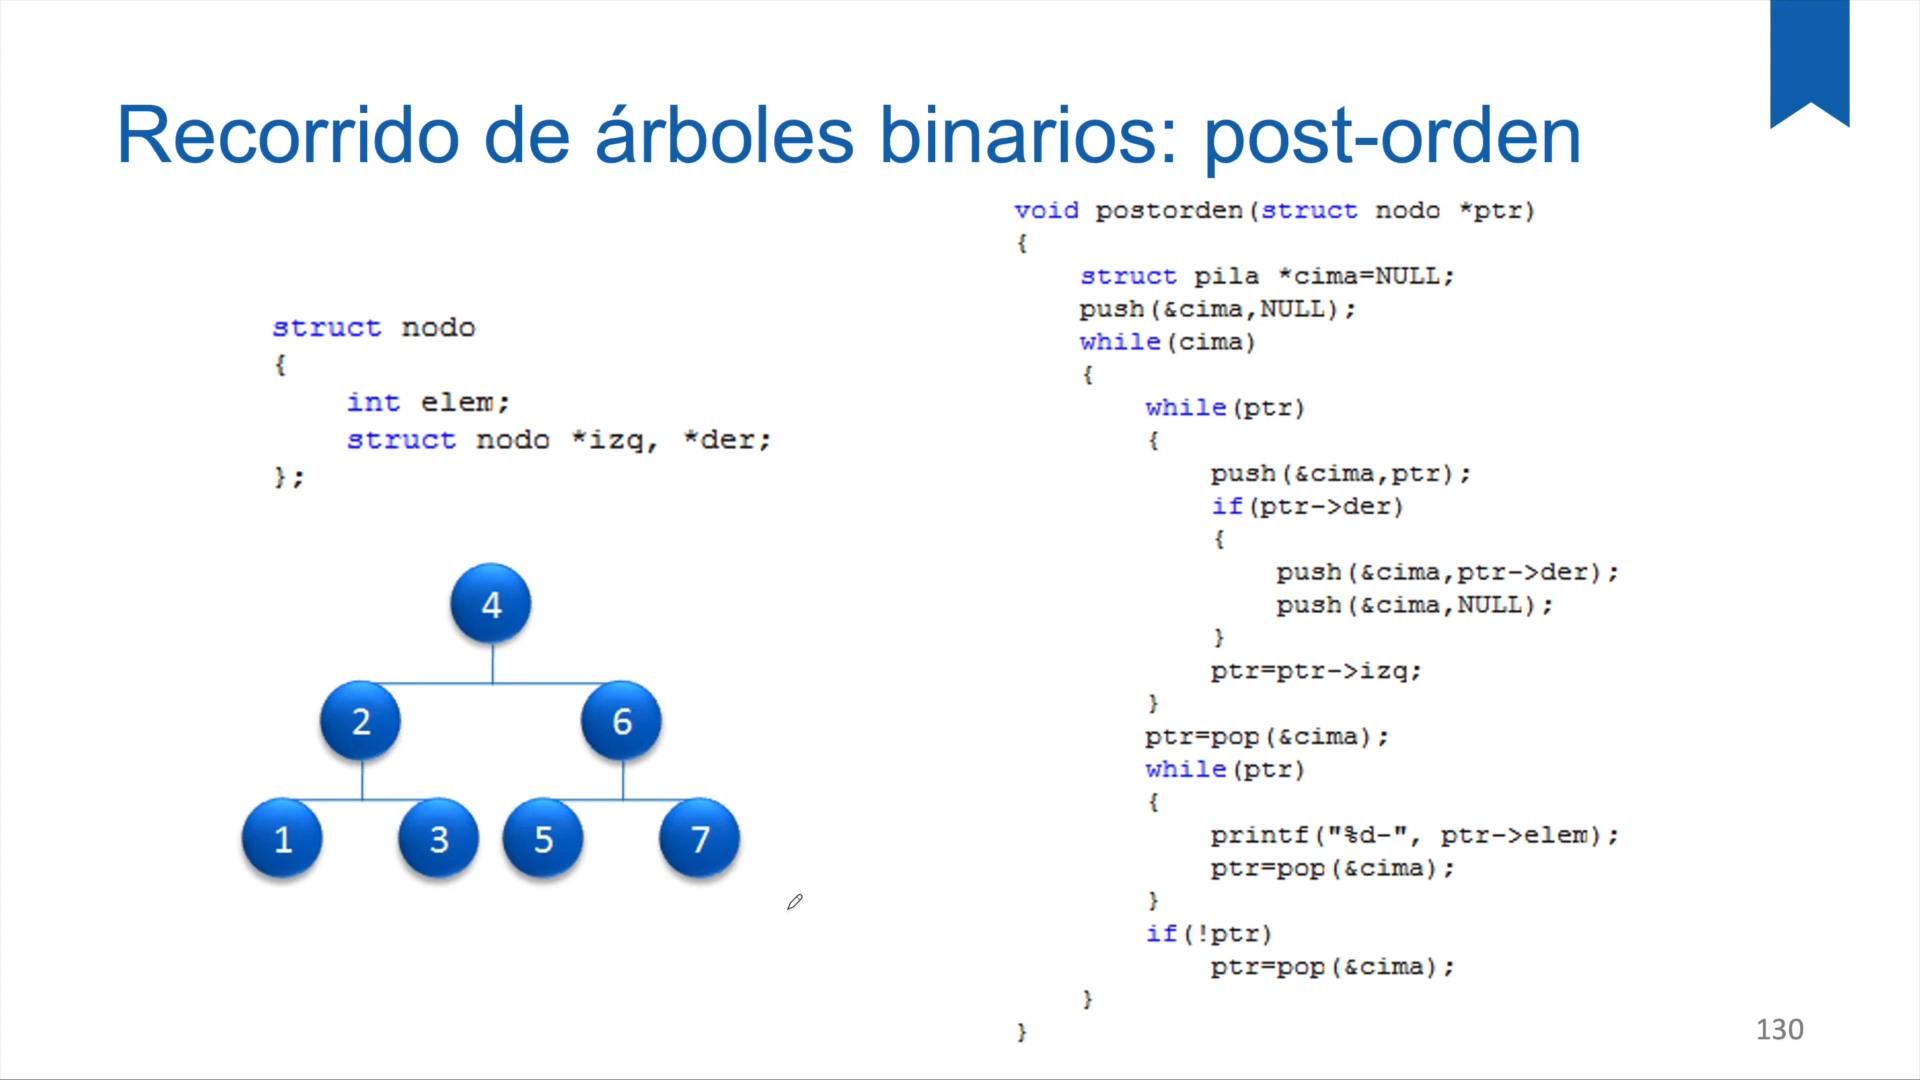 Recorrido de árboles binarios: post-orden
struct nodo
{
int elem;
struct nodo *izq, *der;
};
4
2 6
1 3 5 7
void postorden(struct nodo *ptr)
{
struct pila *cima=NULL;
push(&cima,NULL);
while(cima)
{
while(ptr)
{
push(&cima,ptr);
if(ptr->der)
{
push(&cima,ptr->der);
push(&cima,NULL);
}
ptr=ptr->izq;
}
ptr=pop(&cima);
while(ptr)
{
printf("%d-", ptr->elem);
ptr=pop(&cima);
}
if(!ptr)
ptr=pop(&cima);
}
}
130